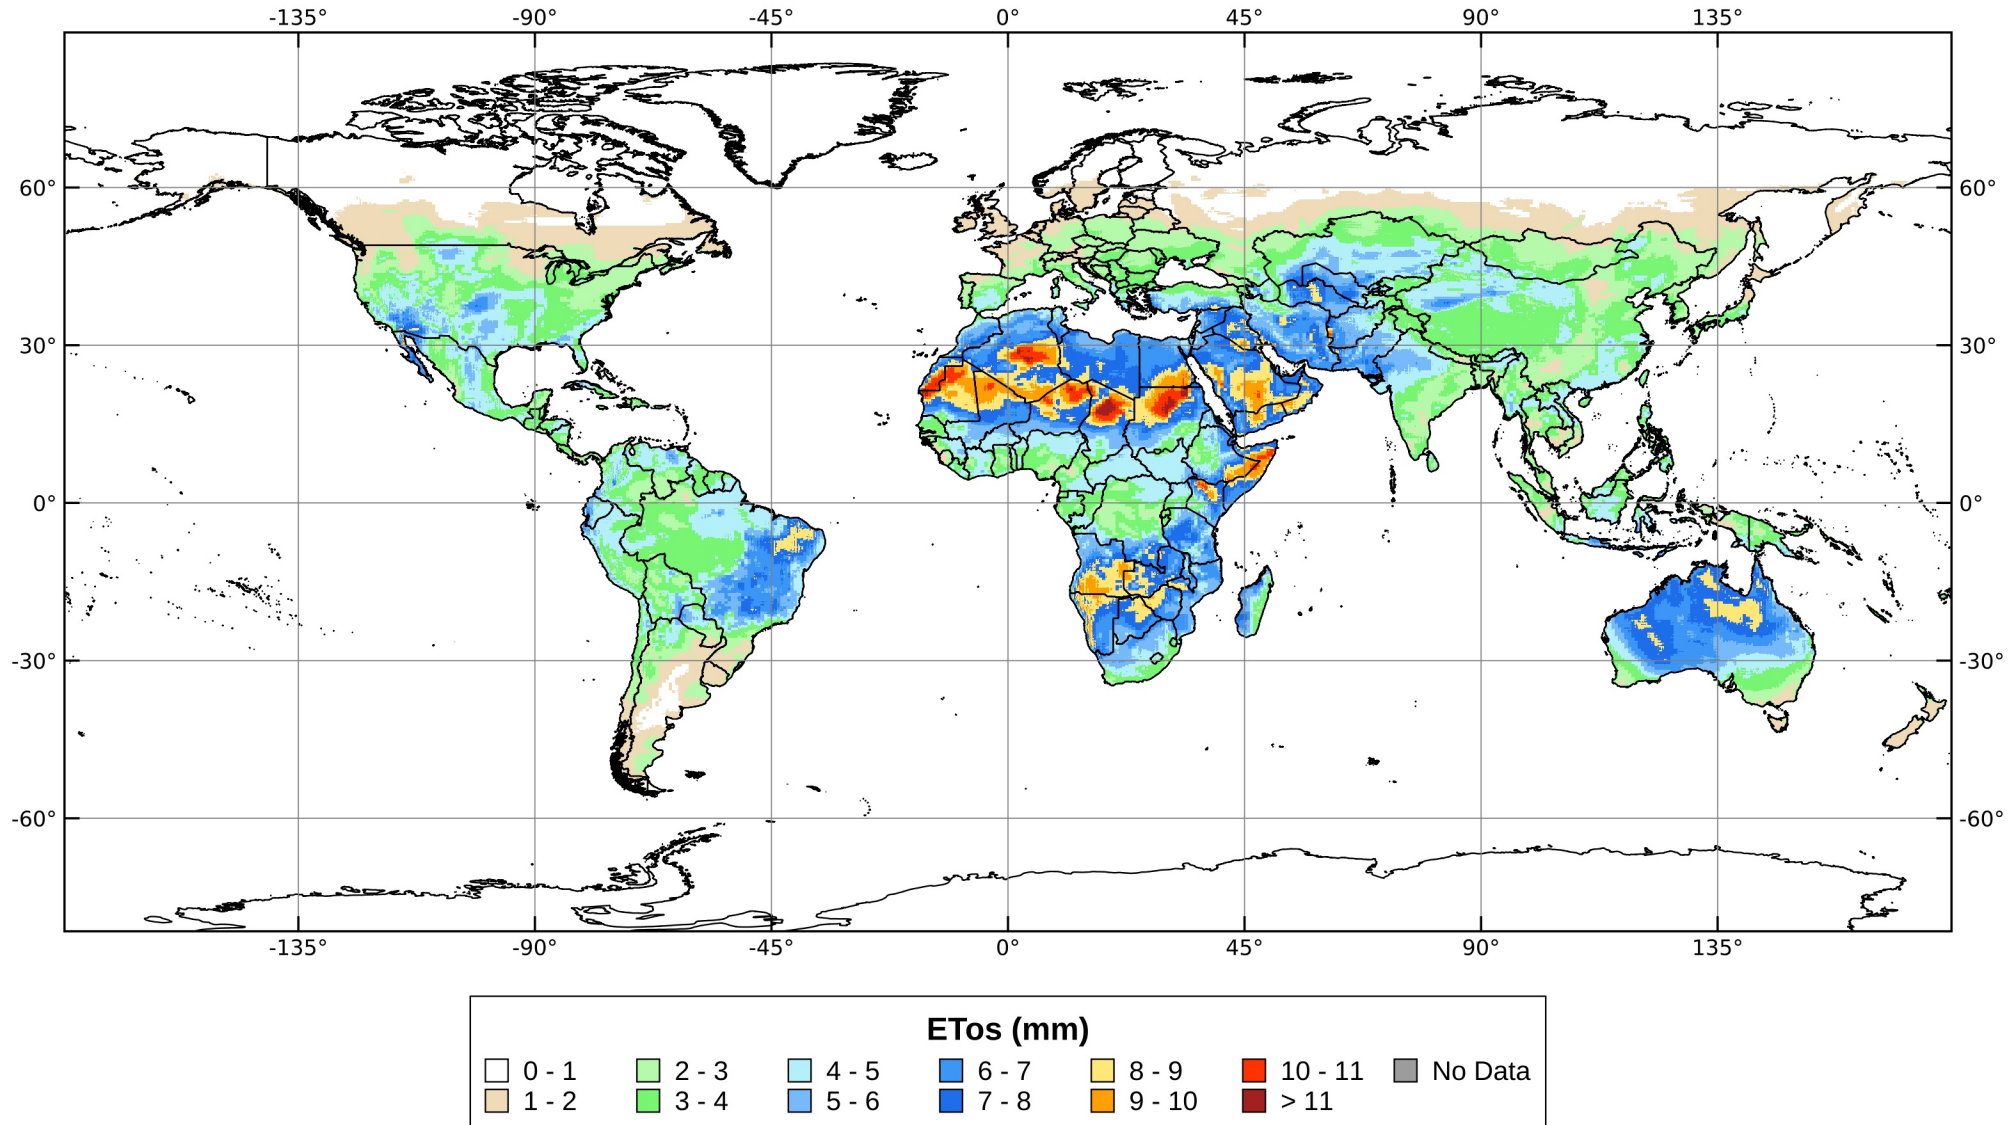 -135° -90° -45° 0° 45° 90° 135°
60° 60°
30° 30°
0° 0°
-30° -30°
-60° -60°
-135° -90° -45° 0° 45° 90° 135°
ETos (mm)
0 - 1 2 - 3 4 - 5 6 - 7 8 - 9 10 - 11 No Data
1 - 2 3 - 4 5 - 6 7 - 8 9 - 10 > 11